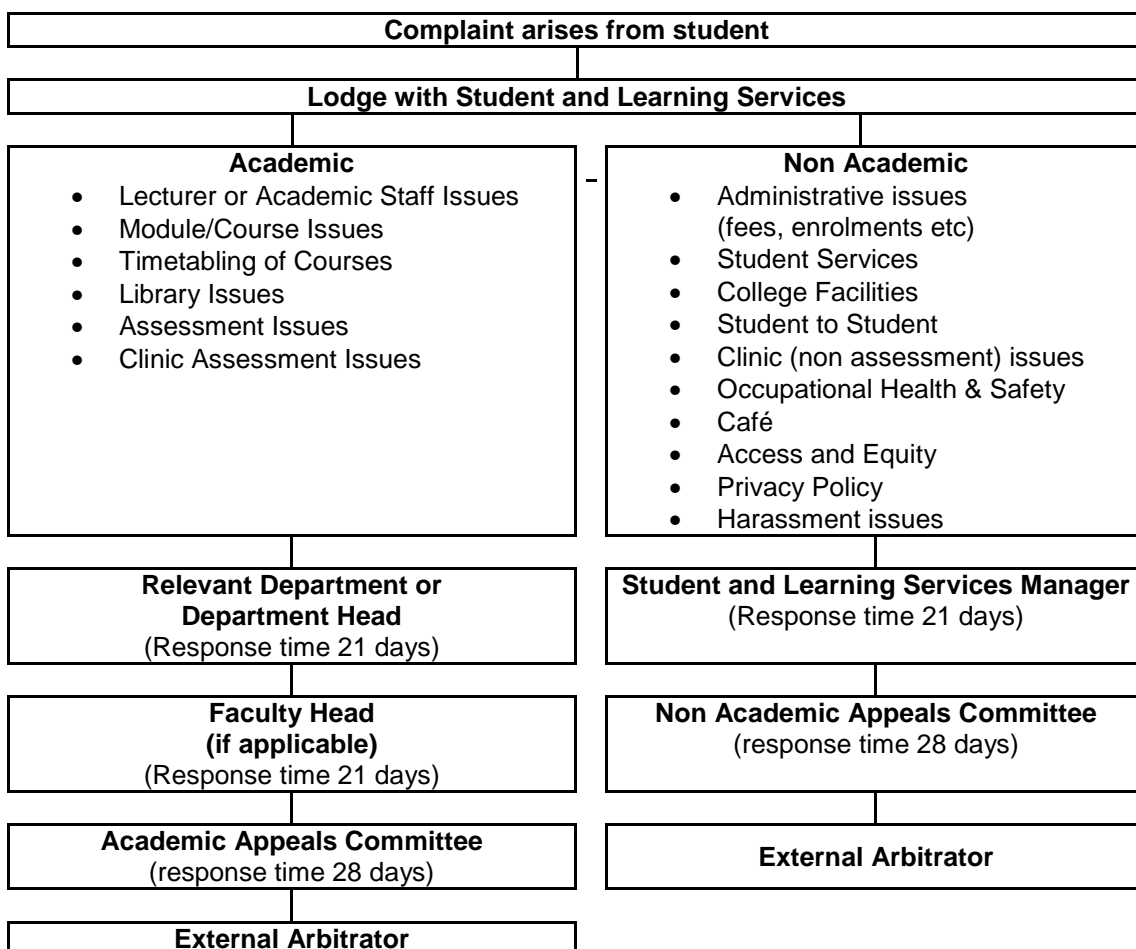 Complaint arises from student
Lodge with Student and Learning Services
Academic
• Lecturer or Academic Staff Issues
• Module/Course Issues
• Timetabling of Courses
• Library Issues
• Assessment Issues
• Clinic Assessment Issues
Non Academic
• Administrative issues
(fees, enrolments etc)
• Student Services
• College Facilities
• Student to Student
• Clinic (non assessment) issues
• Occupational Health & Safety
• Café
• Access and Equity
• Privacy Policy
• Harassment issues
Relevant Department or
Department Head
(Response time 21 days)
Student and Learning Services Manager
(Response time 21 days)
Faculty Head
(if applicable)
(Response time 21 days)
Non Academic Appeals Committee
(response time 28 days)
Academic Appeals Committee
(response time 28 days)
External Arbitrator
External Arbitrator